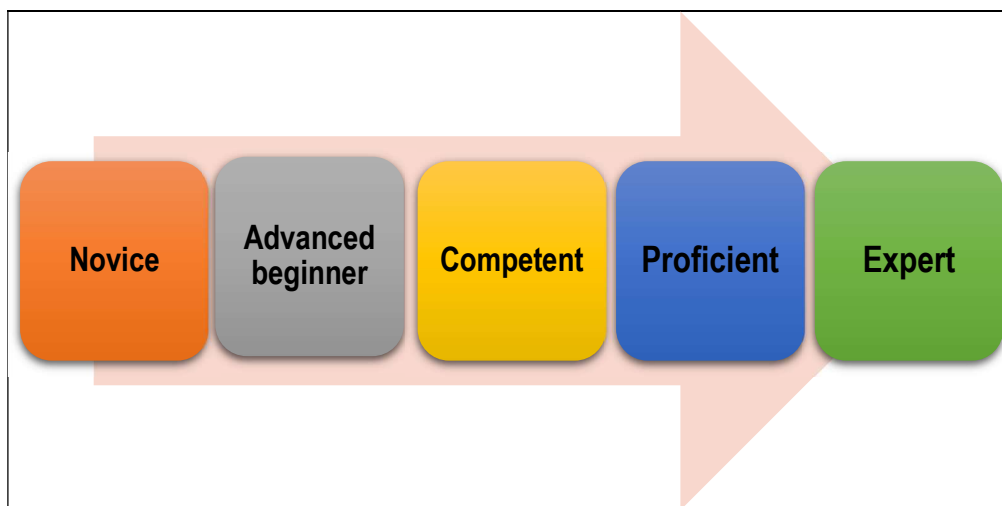 Novice
Advanced
beginner
Competent
Proficient
Expert